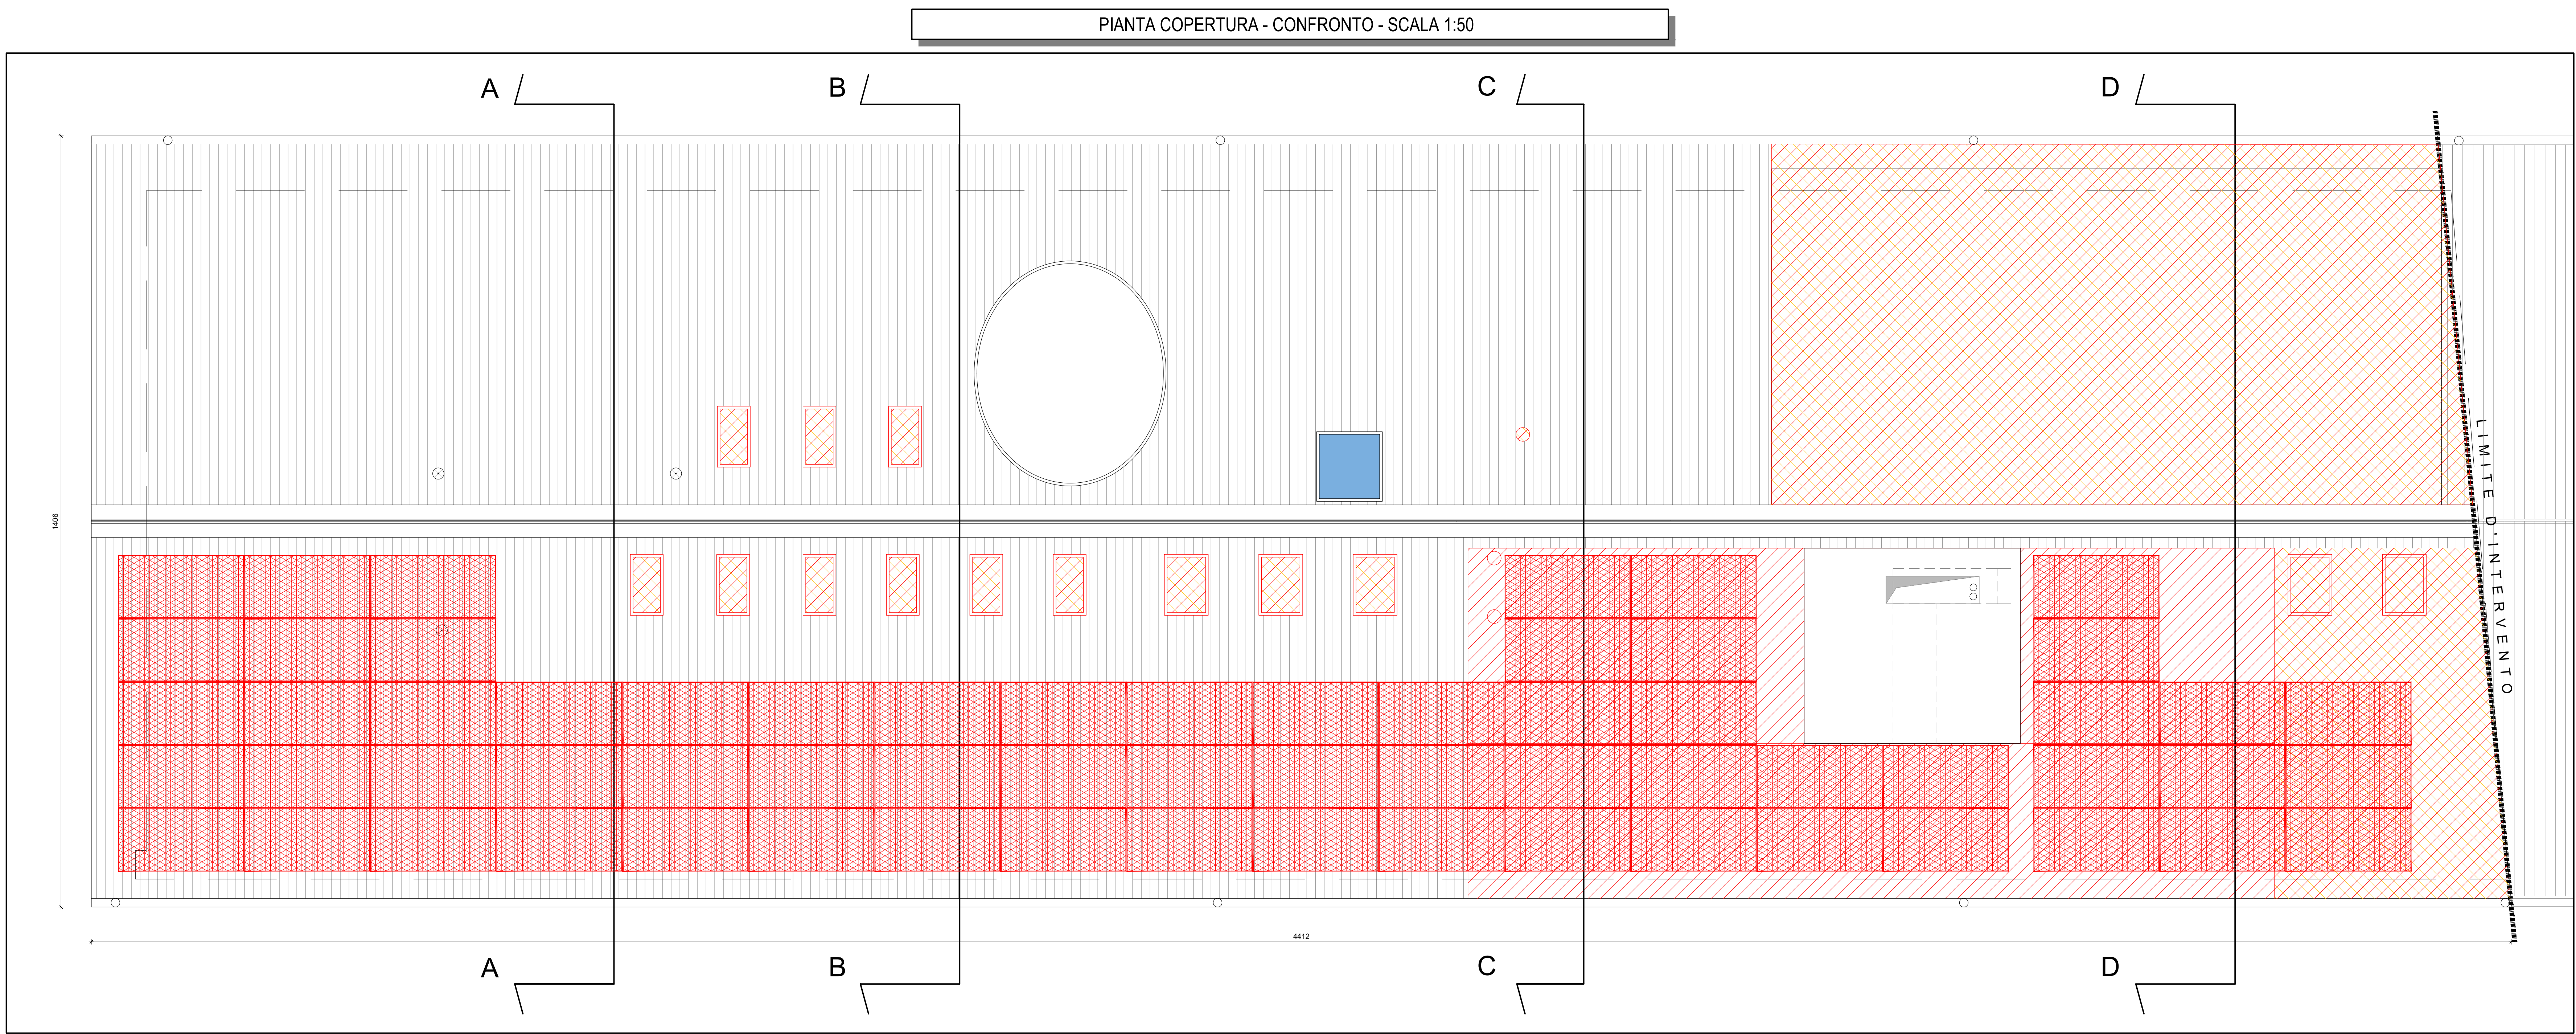 PIANTA COPERTURA - CONFRONTO - SCALA 1:50
A
B
C
D
1406
LIMITE D'INTERVENTO
4412
A
B
C
D